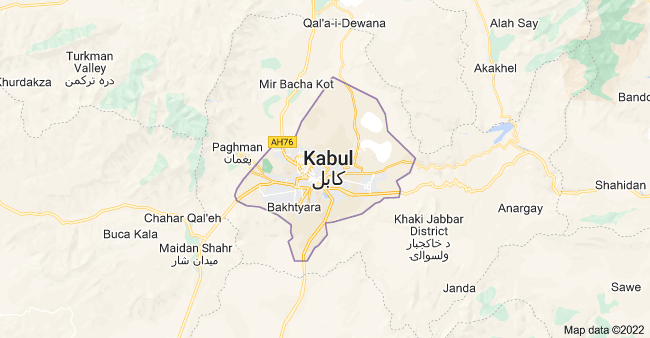 Qal'a-i-Dewana
Alah Say
Turkman
Valley
دره ترکمن
Akakhel
Khurdakza
Mir Bacha Kot
Bando
AH76
Paghman
پغمان
Kabul
کابل
Shahidan
Bakhtyara
Anargay
Chahar Qal'eh
Khaki Jabbar
District
د خاکجبار
ولسوالۍ
Buca Kala
Maidan Shahr
میدان شار
Janda
Sawe
Map data ©2022